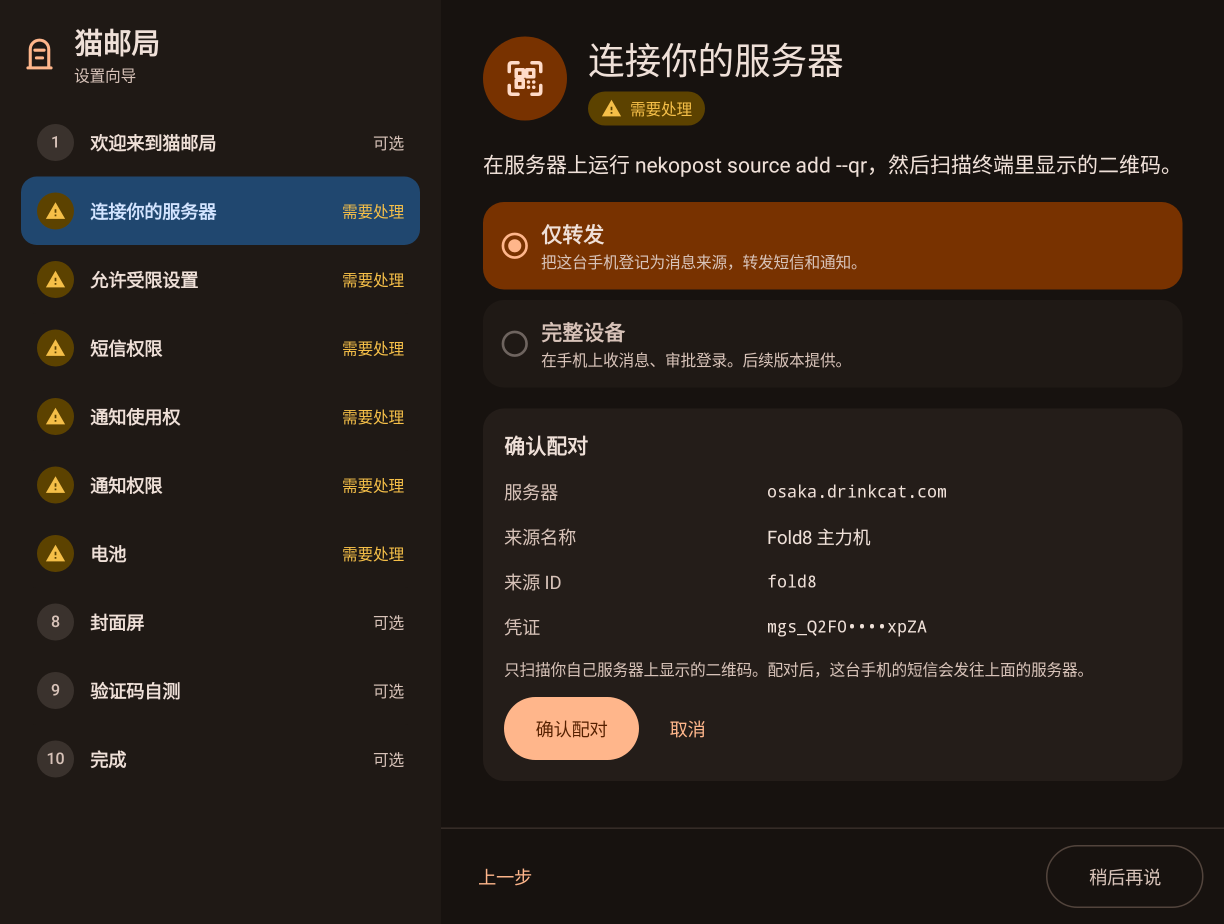 猫邮局
设置向导
1 欢迎来到猫邮局 可选
连接你的服务器 需要处理
允许受限设置 需要处理
短信权限 需要处理
通知使用权 需要处理
通知权限 需要处理
电池 需要处理
8 封面屏 可选
9 验证码自测 可选
10 完成 可选
连接你的服务器
需要处理
在服务器上运行 nekopost source add --qr，然后扫描终端里显示的二维码。
仅转发
把这台手机登记为消息来源，转发短信和通知。
完整设备
在手机上收消息、审批登录。后续版本提供。
确认配对
服务器 osaka.drinkcat.com
来源名称 Fold8 主力机
来源 ID fold8
凭证 mgs_Q2FO••••xpZA
只扫描你自己服务器上显示的二维码。配对后，这台手机的短信会发往上面的服务器。
确认配对 取消
上一步 稍后再说